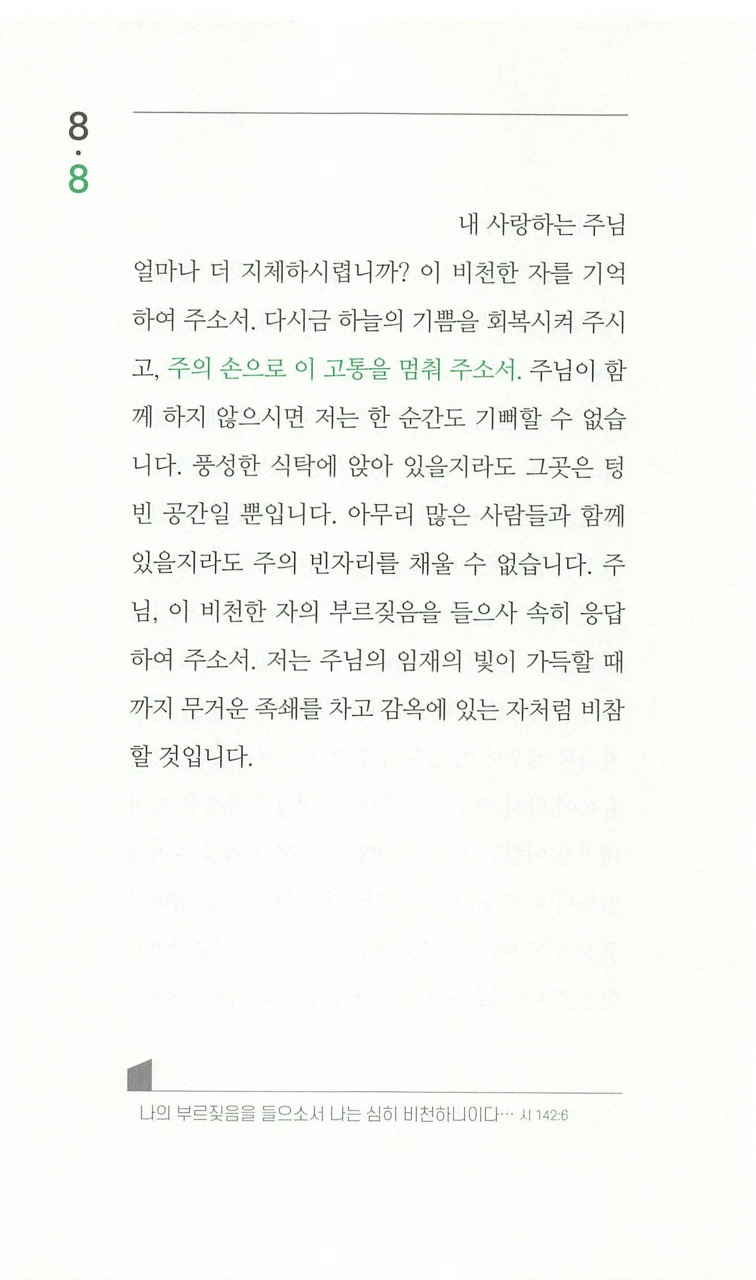 8
·
8
내 사랑하는 주님
얼마나 더 지체하시렵니까? 이 비천한 자를 기억
하여 주소서. 다시금 하늘의 기쁨을 회복시켜 주시
고, 주의 손으로 이 고통을 멈춰 주소서. 주님이 함
께 하지 않으시면 저는 한 순간도 기뻐할 수 없습
니다. 풍성한 식탁에 앉아 있을지라도 그곳은 텅
빈 공간일 뿐입니다. 아무리 많은 사람들과 함께
있을지라도 주의 빈자리를 채울 수 없습니다. 주
님, 이 비천한 자의 부르짖음을 들으사 속히 응답
하여 주소서. 저는 주님의 임재의 빛이 가득할 때
까지 무거운 족쇄를 차고 감옥에 있는 자처럼 비참
할 것입니다.
나의 부르짖음을 들으소서 나는 심히 비천하니이다… 시 142:6